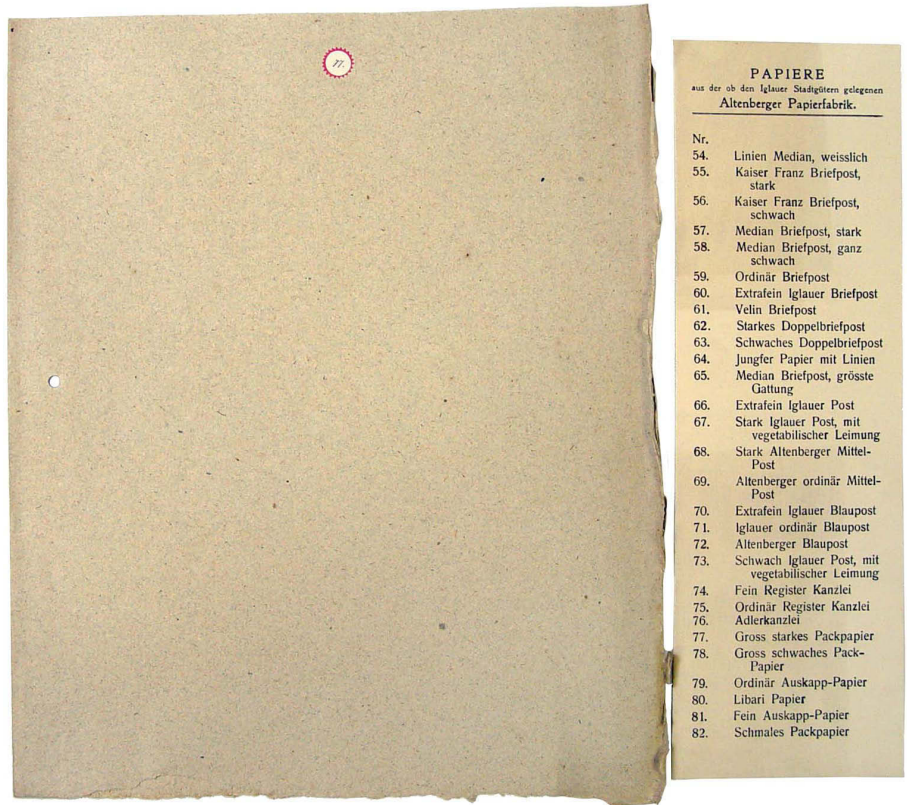 77.
PAPIERE
aus der ob den Iglauer Stadtgütern gelegenen
Altenberger Papierfabrik.
Nr.
54. Linien Median, weisslich
55. Kaiser Franz Briefpost,
stark
56. Kaiser Franz Briefpost,
schwach
57. Median Briefpost, stark
58. Median Briefpost, ganz
schwach
59. Ordinär Briefpost
60. Extrafein Iglauer Briefpost
61. Velin Briefpost
62. Starkes Doppelbriefpost
63. Schwaches Doppelbriefpost
64. Jungfer Papier mit Linien
65. Median Briefpost, grösste
Gattung
66. Extrafein Iglauer Post
67. Stark Iglauer Post, mit
vegetabilischer Leimung
68. Stark Altenberger Mittel-
Post
69. Altenberger ordinär Mittel-
Post
70. Extrafein Iglauer Blaupost
71. Iglauer ordinär Blaupost
72. Altenberger Blaupost
73. Schwach Iglauer Post, mit
vegetabilischer Leimung
74. Fein Register Kanzlei
75. Ordinär Register Kanzlei
76. Adlerkanzlei
77. Gross starkes Packpapier
78. Gross schwaches Pack-
Papier
79. Ordinär Auskapp-Papier
80. Libari Papier
81. Fein Auskapp-Papier
82. Schmales Packpapier